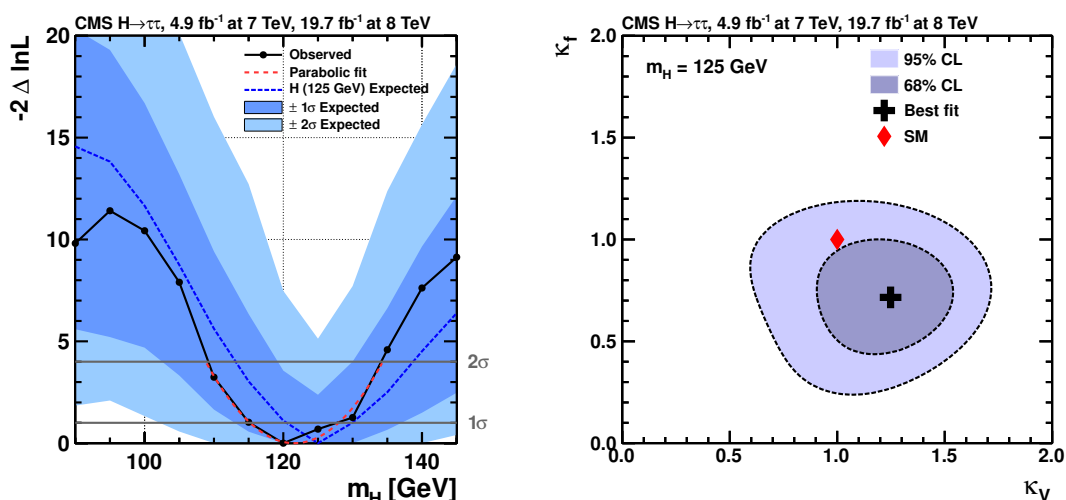 CMS H→ττ, 4.9 fb⁻¹ at 7 TeV, 19.7 fb⁻¹ at 8 TeV
-2 Δ lnL
20
15
10
5
0
Observed
Parabolic fit
H (125 GeV) Expected
± 1σ Expected
± 2σ Expected
2σ
1σ
100
120
140
m_H [GeV]
CMS H→ττ, 4.9 fb⁻¹ at 7 TeV, 19.7 fb⁻¹ at 8 TeV
κ_f
2.0
1.5
1.0
0.5
0.0
m_H = 125 GeV
95% CL
68% CL
Best fit
SM
0.0
0.5
1.0
1.5
2.0
κ_V